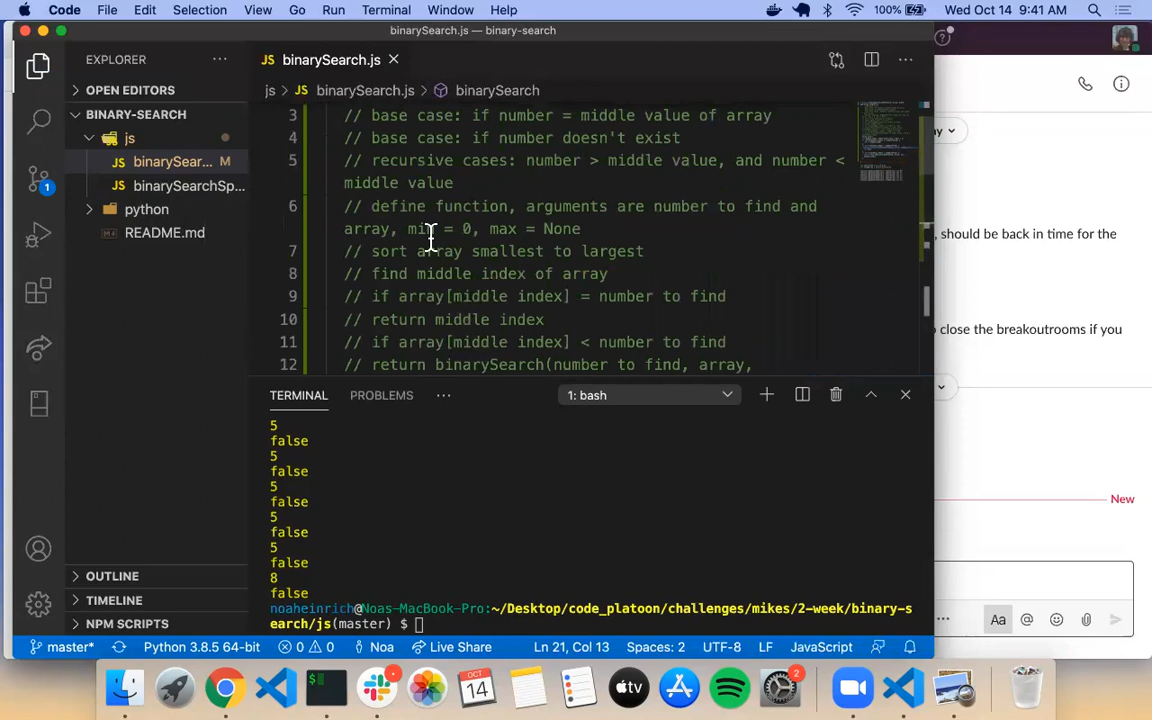 Code File Edit Selection View Go Run Terminal Window Help 100% Wed Oct 14 9:41 AM
binarySearch.js — binary-search
EXPLORER
binarySearch.js
OPEN EDITORS
js > binarySearch.js > binarySearch
BINARY-SEARCH
js
binarySear... M
binarySearchSp...
python
README.md
OUTLINE
TIMELINE
NPM SCRIPTS
1
3 // base case: if number = middle value of array
4 // base case: if number doesn't exist
5 // recursive cases: number > middle value, and number <
middle value
6 // define function, arguments are number to find and
array, min = 0, max = None
7 // sort array smallest to largest
8 // find middle index of array
9 // if array[middle index] = number to find
10 // return middle index
11 // if array[middle index] < number to find
12 // return binarySearch(number to find, array,
TERMINAL PROBLEMS 1: bash
5
false
5
false
5
false
5
false
5
false
8
false
noaheinrich@Noas-MacBook-Pro:~/Desktop/code_platoon/challenges/mikes/2-week/binary-s
earch/js(master) $
master* Python 3.8.5 64-bit 0 0 Noa Live Share Ln 21, Col 13 Spaces: 2 UTF-8 LF JavaScript
ay
, should be back in time for the
o close the breakoutrooms if you
New
Aa
OCT
14
tv
2